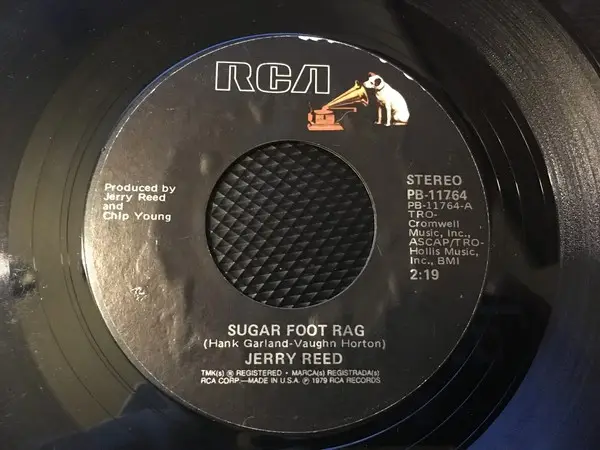 RCA
Produced by
Jerry Reed
and
Chip Young
STEREO
PB-11764
PB-11764-A
TRO-
Cromwell
Music, Inc.,
ASCAP/TRO-
Hollis Music,
Inc., BMI
2:19
SUGAR FOOT RAG
(Hank Garland-Vaughn Horton)
JERRY REED
TMK(s) ® REGISTERED • MARCA(s) REGISTRADA(s)
RCA CORP.—MADE IN U.S.A. ℗ 1979 RCA RECORDS